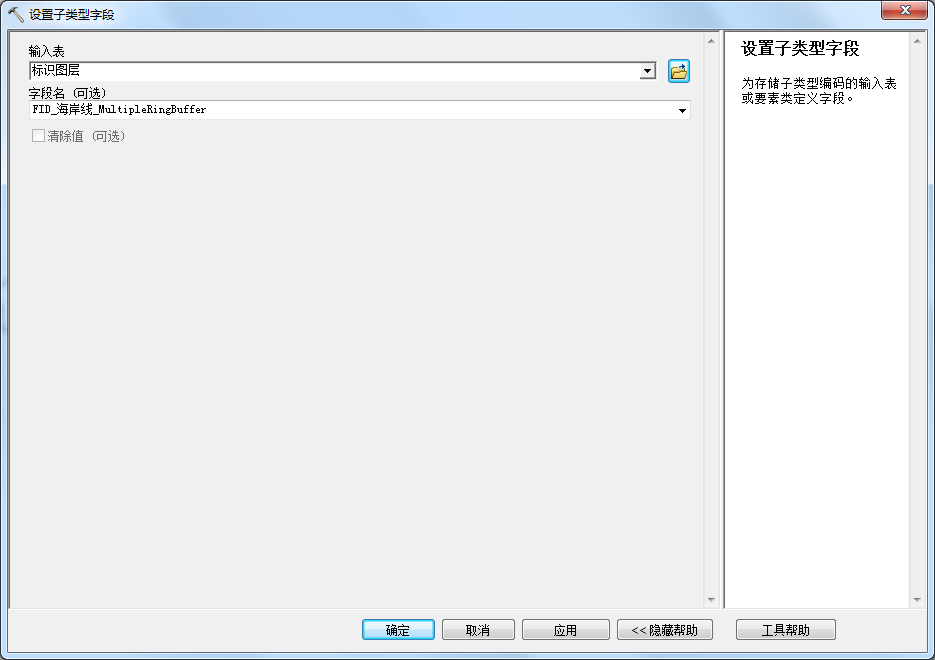 设置子类型字段
输入表
标识图层
字段名（可选）
FID_海岸线_MultipleRingBuffer
清除值（可选）
设置子类型字段
为存储子类型编码的输入表
或要素类定义字段。
确定
取消
应用
<< 隐藏帮助
工具帮助